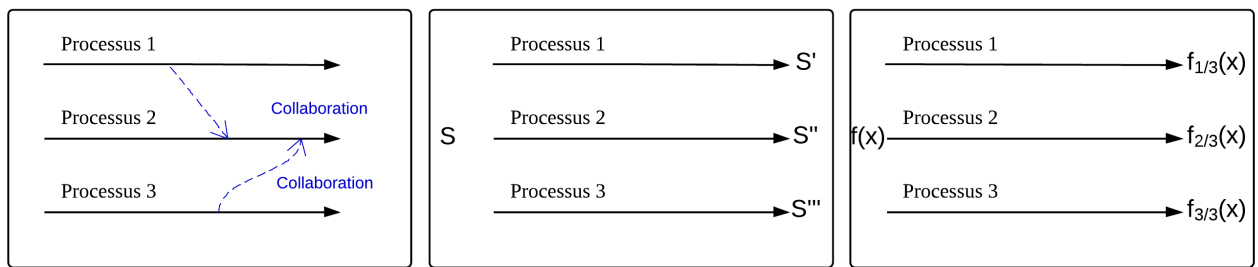 Processus 1
Collaboration
Processus 2
Collaboration
Processus 3
Processus 1
S'
Processus 2
S
S''
Processus 3
S'''
Processus 1
f1/3(x)
Processus 2
f(x)
f2/3(x)
Processus 3
f3/3(x)